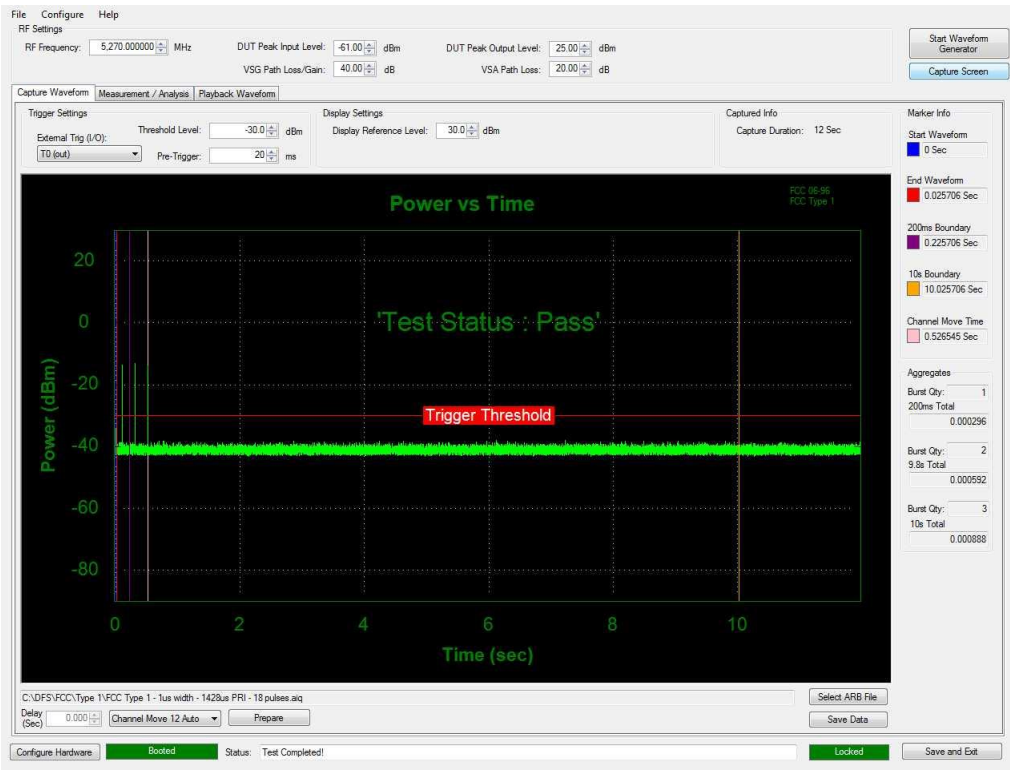 File Configure Help
RF Settings
RF Frequency: 5,270.000000 MHz DUT Peak Input Level: -61.00 dBm DUT Peak Output Level: 25.00 dBm
VSG Path Loss/Gain: 40.00 dB VSA Path Loss: 20.00 dB
Start Waveform
Generator
Capture Screen
Capture Waveform Measurement / Analysis Playback Waveform
Trigger Settings
External Trig (I/O):
T0 (out)
Threshold Level: -30.0 dBm
Pre-Trigger: 20 ms
Display Settings
Display Reference Level: 30.0 dBm
Captured Info
Capture Duration: 12 Sec
Marker Info
Start Waveform
0 Sec
End Waveform
0.025706 Sec
200ms Boundary
0.225706 Sec
10s Boundary
10.025706 Sec
Channel Move Time
0.526545 Sec
Aggregates
Burst Qty: 1
200ms Total
0.000296
Burst Qty: 2
9.8s Total
0.000592
Burst Qty: 3
10s Total
0.000888
Power vs Time
FCC 06-96
FCC Type 1
'Test Status : Pass'
Trigger Threshold
Power (dBm)
20
0
-20
-40
-60
-80
0 2 4 6 8 10
Time (sec)
C:\DFS\FCC\Type 1\FCC Type 1 - 1us width - 1428us PRI - 18 pulses.aiq
Select ARB File
Delay
(Sec) 0.000 Channel Move 12 Auto Prepare
Save Data
Configure Hardware Booted Status: Test Completed! Locked Save and Exit